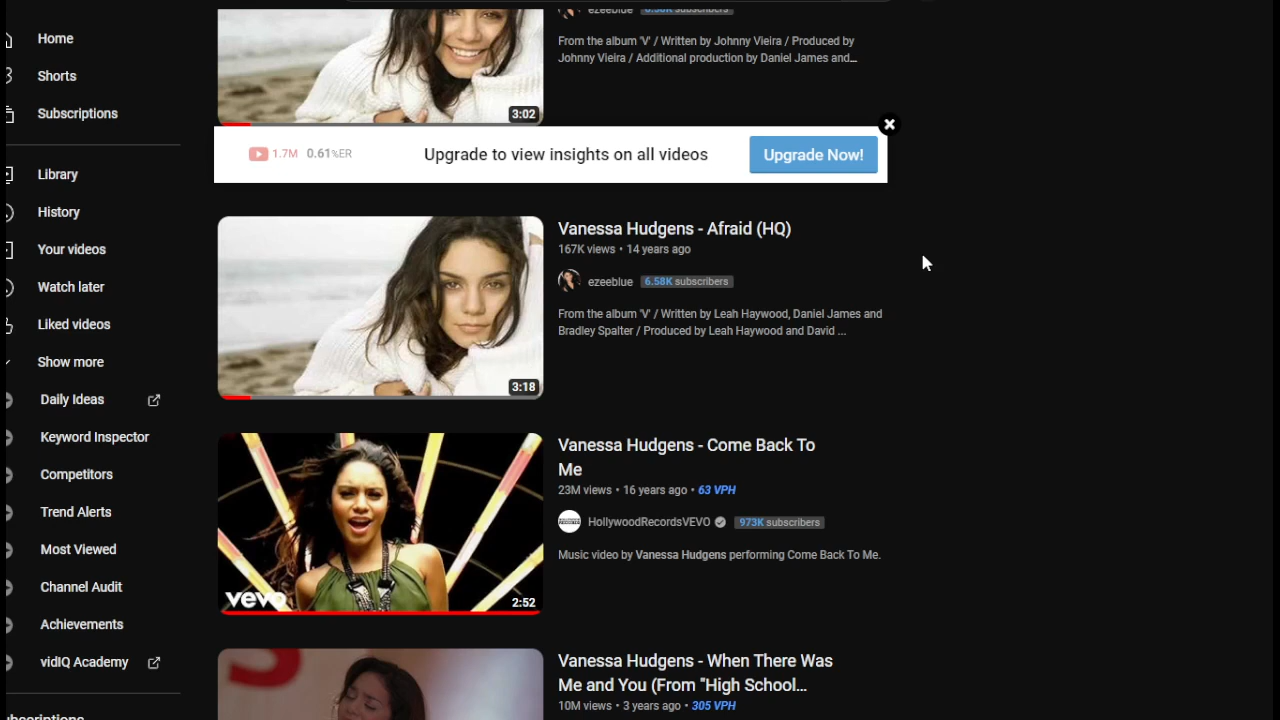 Home
Shorts
Subscriptions
Library
History
Your videos
Watch later
Liked videos
Show more
Daily Ideas
Keyword Inspector
Competitors
Trend Alerts
Most Viewed
Channel Audit
Achievements
vidIQ Academy
ezeeblue
From the album 'V' / Written by Johnny Vieira / Produced by
Johnny Vieira / Additional production by Daniel James and...
3:02
1.7M 0.61%ER Upgrade to view insights on all videos Upgrade Now!
Vanessa Hudgens - Afraid (HQ)
167K views • 14 years ago
ezeeblue 6.58K subscribers
From the album 'V' / Written by Leah Haywood, Daniel James and
Bradley Spalter / Produced by Leah Haywood and David ...
3:18
Vanessa Hudgens - Come Back To
Me
23M views • 16 years ago • 63 VPH
HollywoodRecordsVEVO 973K subscribers
Music video by Vanessa Hudgens performing Come Back To Me.
vevo
2:52
Vanessa Hudgens - When There Was
Me and You (From "High School...
10M views • 3 years ago • 305 VPH